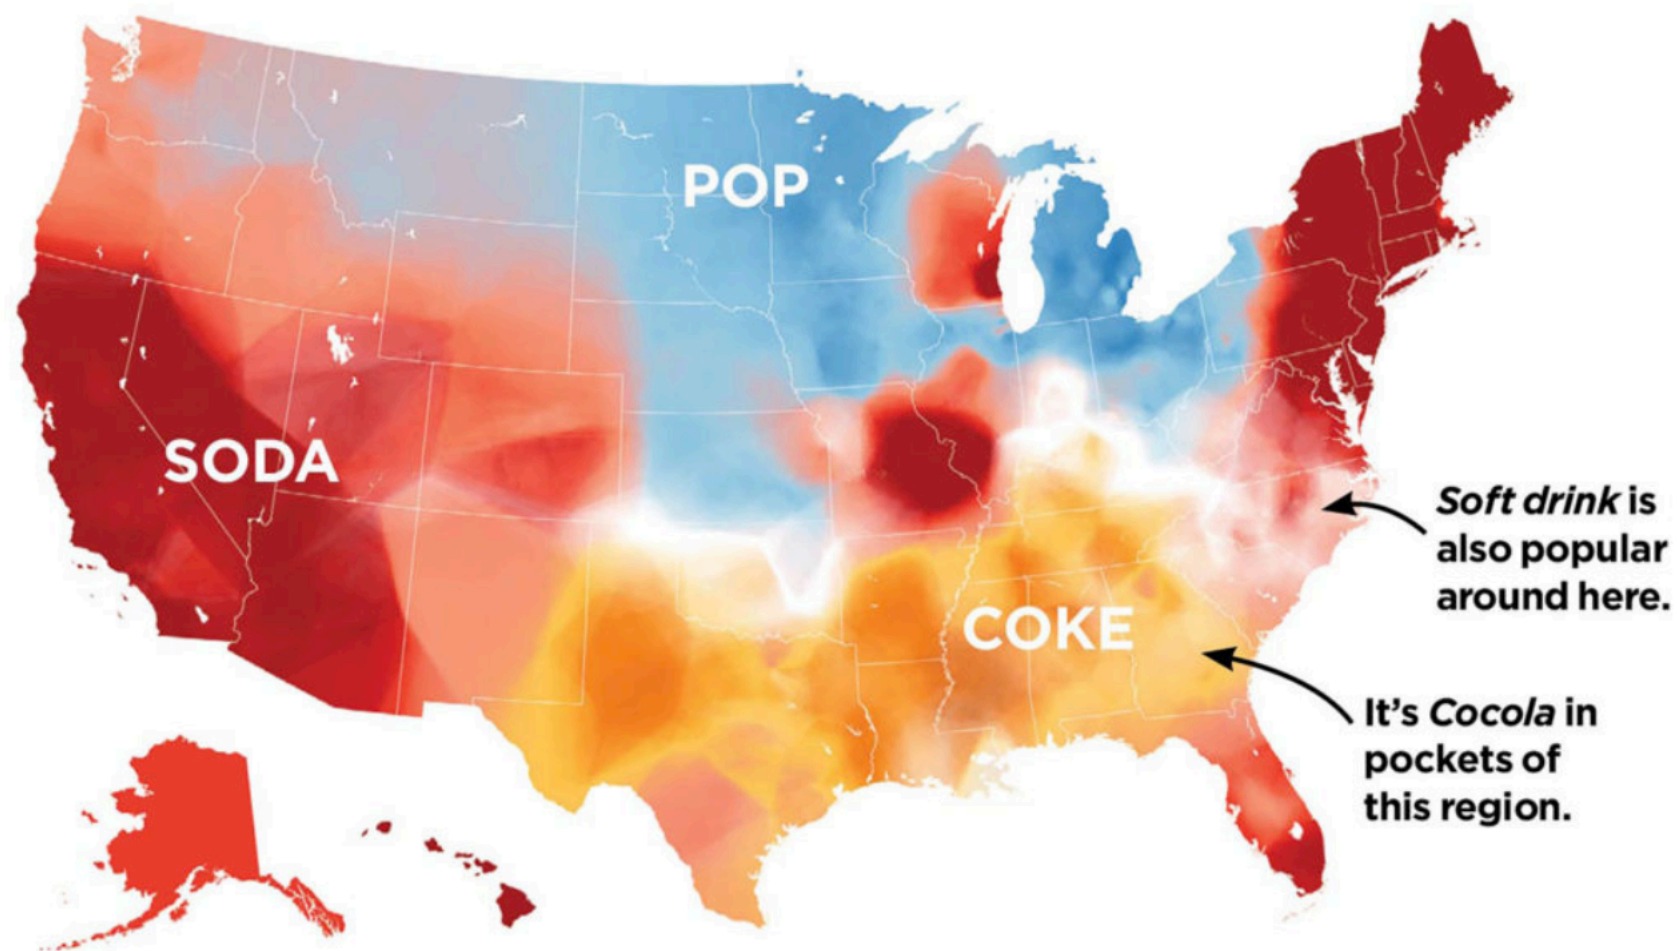 POP
SODA
COKE
Soft drink is
also popular
around here.
It's Cocola in
pockets of
this region.